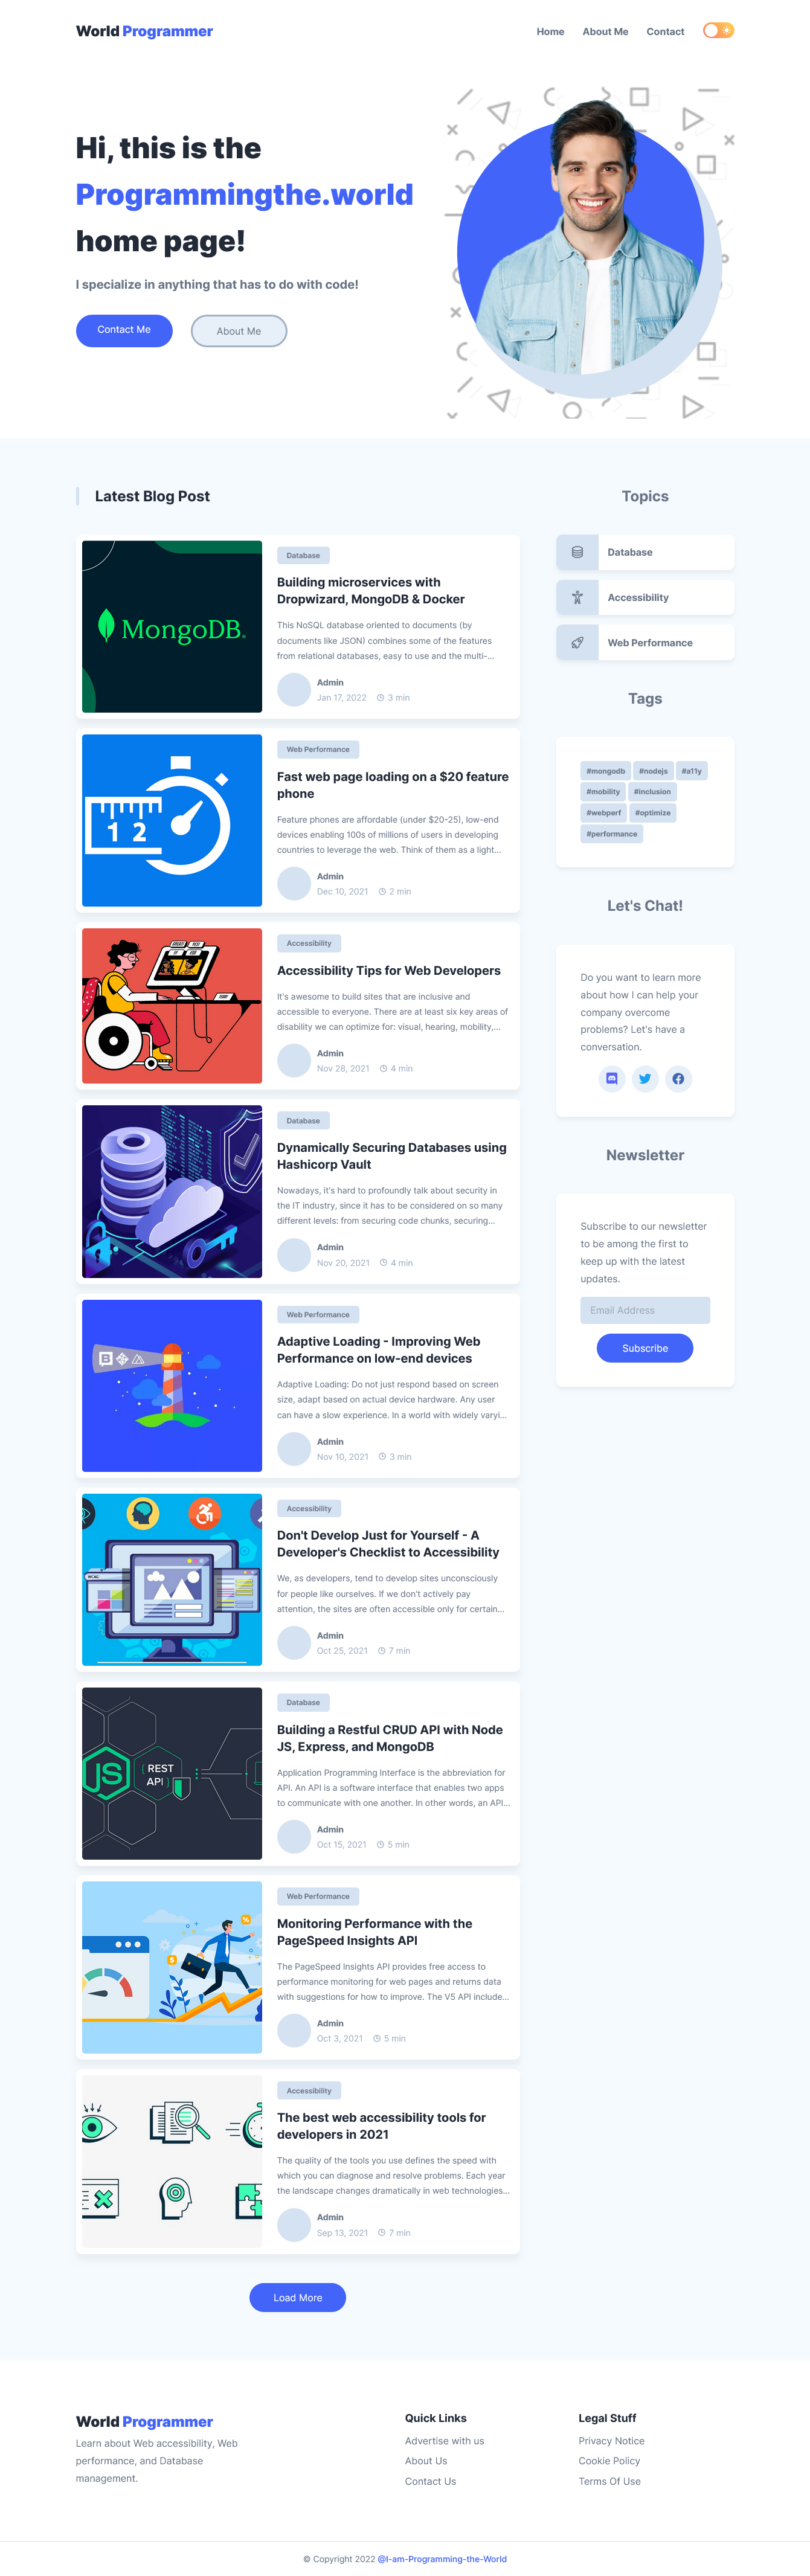 World Programmer
Home About Me Contact
Hi, this is the
Programmingthe.world
home page!
I specialize in anything that has to do with code!
Contact Me About Me
Latest Blog Post
MongoDB
Database
Building microservices with
Dropwizard, MongoDB & Docker
This NoSQL database oriented to documents (by
documents like JSON) combines some of the features
from relational databases, easy to use and the multi-...
Admin
Jan 17, 2022 3 min
1 2
Web Performance
Fast web page loading on a $20 feature
phone
Feature phones are affordable (under $20-25), low-end
devices enabling 100s of millions of users in developing
countries to leverage the web. Think of them as a light...
Admin
Dec 10, 2021 2 min
Accessibility
Accessibility Tips for Web Developers
It's awesome to build sites that are inclusive and
accessible to everyone. There are at least six key areas of
disability we can optimize for: visual, hearing, mobility,...
Admin
Nov 28, 2021 4 min
Database
Dynamically Securing Databases using
Hashicorp Vault
Nowadays, it's hard to profoundly talk about security in
the IT industry, since it has to be considered on so many
different levels: from securing code chunks, securing...
Admin
Nov 20, 2021 4 min
Web Performance
Adaptive Loading - Improving Web
Performance on low-end devices
Adaptive Loading: Do not just respond based on screen
size, adapt based on actual device hardware. Any user
can have a slow experience. In a world with widely varyi...
Admin
Nov 10, 2021 3 min
Accessibility
Don't Develop Just for Yourself - A
Developer's Checklist to Accessibility
We, as developers, tend to develop sites unconsciously
for people like ourselves. If we don't actively pay
attention, the sites are often accessible only for certain...
Admin
Oct 25, 2021 7 min
JS
{ REST
API }
Database
Building a Restful CRUD API with Node
JS, Express, and MongoDB
Application Programming Interface is the abbreviation for
API. An API is a software interface that enables two apps
to communicate with one another. In other words, an API...
Admin
Oct 15, 2021 5 min
$
%
Web Performance
Monitoring Performance with the
PageSpeed Insights API
The PageSpeed Insights API provides free access to
performance monitoring for web pages and returns data
with suggestions for how to improve. The V5 API include...
Admin
Oct 3, 2021 5 min
Accessibility
The best web accessibility tools for
developers in 2021
The quality of the tools you use defines the speed with
which you can diagnose and resolve problems. Each year
the landscape changes dramatically in web technologies...
Admin
Sep 13, 2021 7 min
Load More
Topics
Database
Accessibility
Web Performance
Tags
#mongodb #nodejs #a11y
#mobility #inclusion
#webperf #optimize
#performance
Let's Chat!
Do you want to learn more
about how I can help your
company overcome
problems? Let's have a
conversation.
Newsletter
Subscribe to our newsletter
to be among the first to
keep up with the latest
updates.
Email Address
Subscribe
World Programmer
Learn about Web accessibility, Web
performance, and Database
management.
Quick Links
Advertise with us
About Us
Contact Us
Legal Stuff
Privacy Notice
Cookie Policy
Terms Of Use
© Copyright 2022 @I-am-Programming-the-World